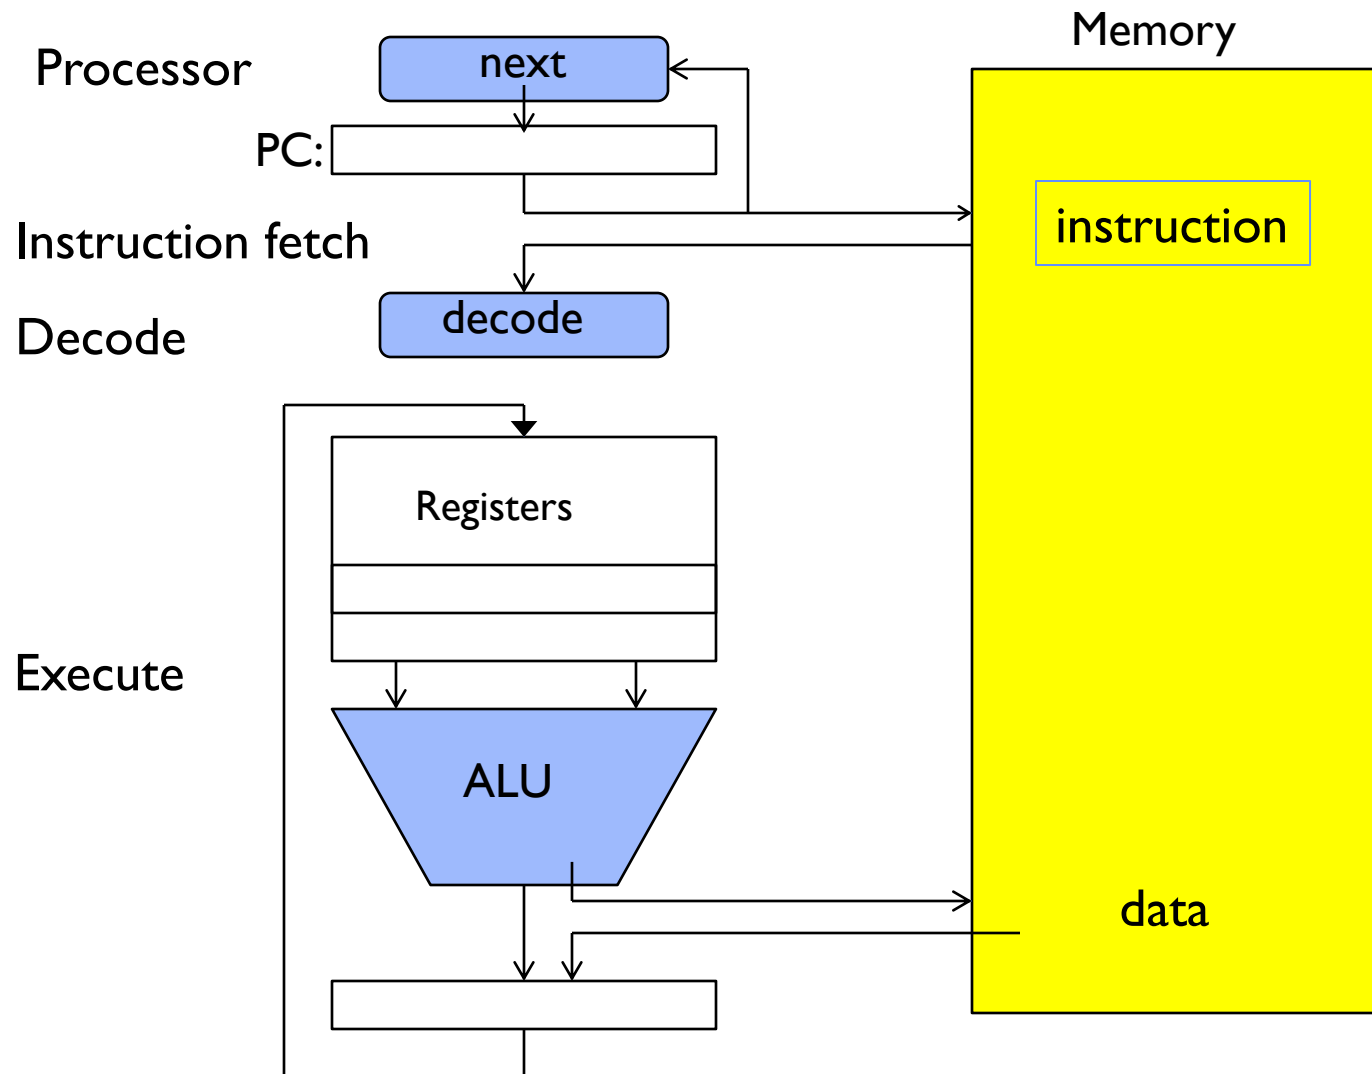 Memory
Processor
next
PC:
instruction
Instruction fetch
decode
Decode
Registers
Execute
ALU
data